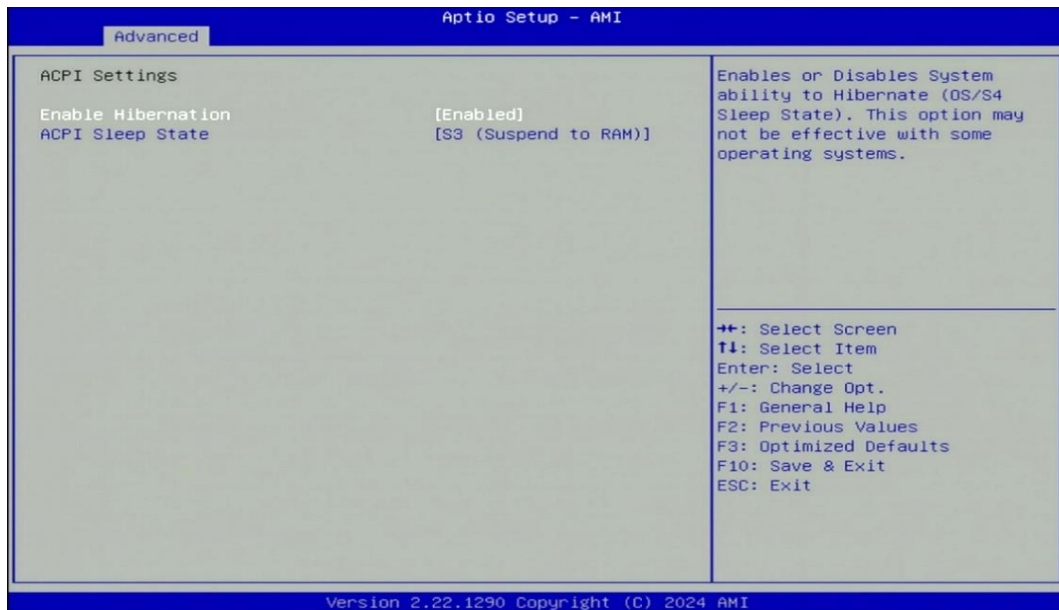 Aptio Setup - AMI
Advanced
ACPI Settings
Enable Hibernation [Enabled]
ACPI Sleep State [S3 (Suspend to RAM)]
Enables or Disables System
ability to Hibernate (OS/S4
Sleep State). This option may
not be effective with some
operating systems.
→←: Select Screen
↑↓: Select Item
Enter: Select
+/-: Change Opt.
F1: General Help
F2: Previous Values
F3: Optimized Defaults
F10: Save & Exit
ESC: Exit
Version 2.22.1290 Copyright (C) 2024 AMI